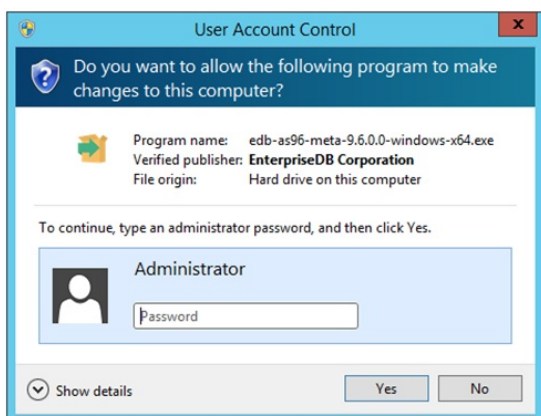 User Account Control
x
Do you want to allow the following program to make
changes to this computer?
Program name: edb-as96-meta-9.6.0.0-windows-x64.exe
Verified publisher: EnterpriseDB Corporation
File origin: Hard drive on this computer
To continue, type an administrator password, and then click Yes.
Administrator
Password
Show details
Yes
No